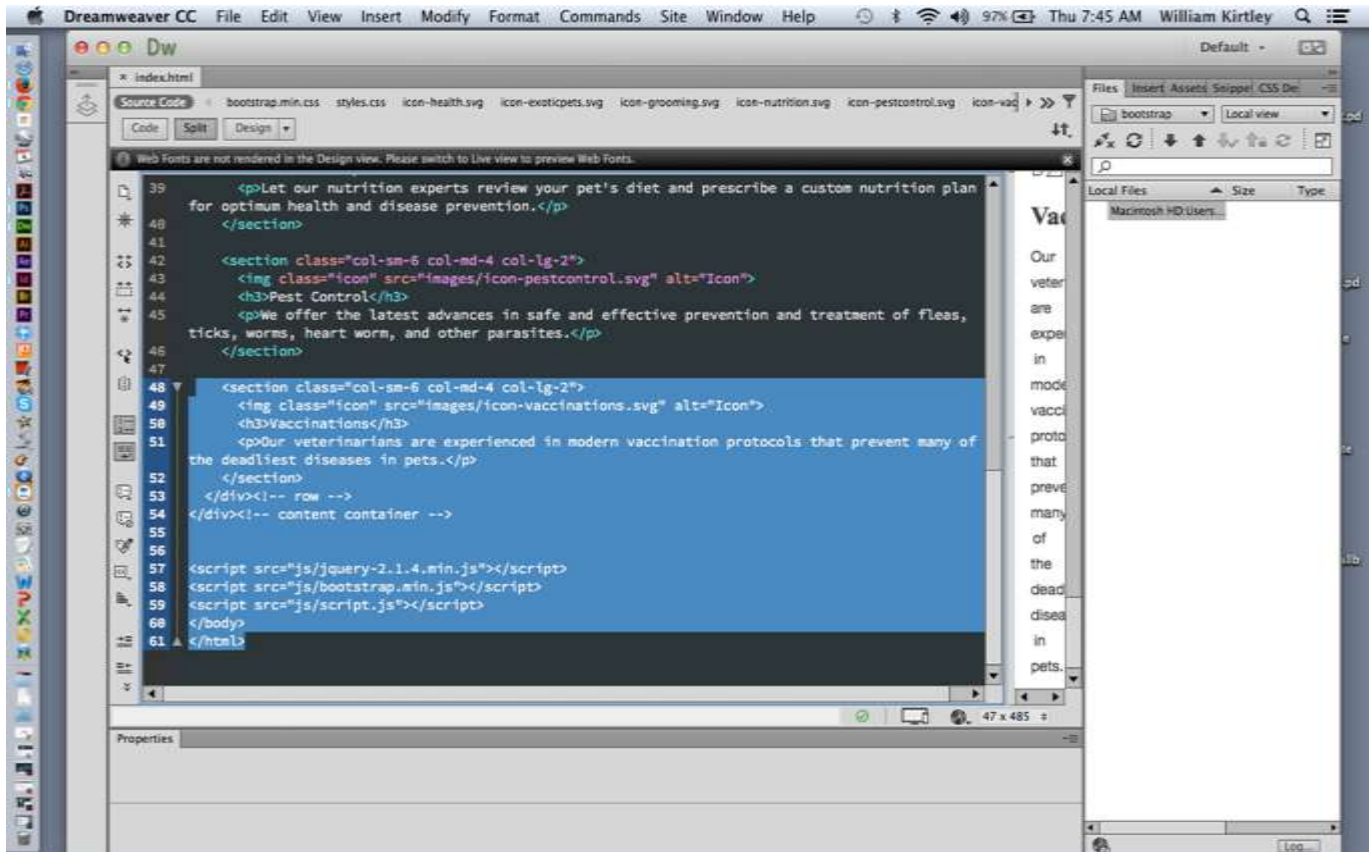 Dreamweaver CC File Edit View Insert Modify Format Commands Site Window Help 97% Thu 7:45 AM William Kirtley
Dw Default
× index.html
Source Code bootstrap.min.css styles.css icon-health.svg icon-exoticpets.svg icon-grooming.svg icon-nutrition.svg icon-pestcontrol.svg icon-vac
Code Split Design
Web Fonts are not rendered in the Design view. Please switch to Live view to preview Web Fonts.
39 <p>Let our nutrition experts review your pet's diet and prescribe a custom nutrition plan
for optimum health and disease prevention.</p>
40 </section>
41
42 <section class="col-sm-6 col-md-4 col-lg-2">
43 <img class="icon" src="images/icon-pestcontrol.svg" alt="Icon">
44 <h3>Pest Control</h3>
45 <p>We offer the latest advances in safe and effective prevention and treatment of fleas,
ticks, worms, heart worm, and other parasites.</p>
46 </section>
47
48 <section class="col-sm-6 col-md-4 col-lg-2">
49 <img class="icon" src="images/icon-vaccinations.svg" alt="Icon">
50 <h3>Vaccinations</h3>
51 <p>Our veterinarians are experienced in modern vaccination protocols that prevent many of
the deadliest diseases in pets.</p>
52 </section>
53 </div><!-- row -->
54 </div><!-- content container -->
55
56
57 <script src="js/jquery-2.1.4.min.js"></script>
58 <script src="js/bootstrap.min.js"></script>
59 <script src="js/script.js"></script>
60 </body>
61 </html>
Vac
Our
veter
are
exper
in
mode
vacci
proto
that
preve
many
of
the
dead
disea
in
pets.
47 x 485
Properties
Files Insert Assets Snippet CSS De
bootstrap Local view
Local Files Size Type
Macintosh HD:Users...
Log...